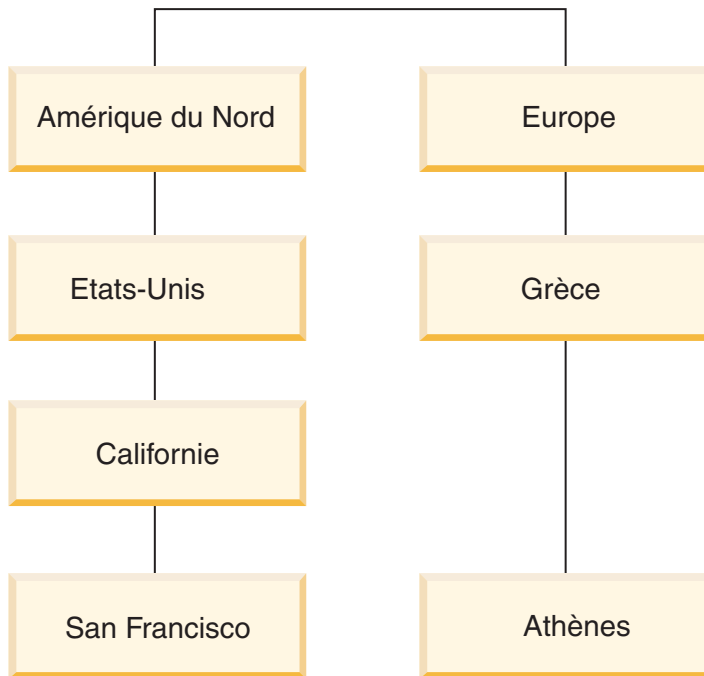 Amérique du Nord
Europe
Etats-Unis
Grèce
Californie
San Francisco
Athènes